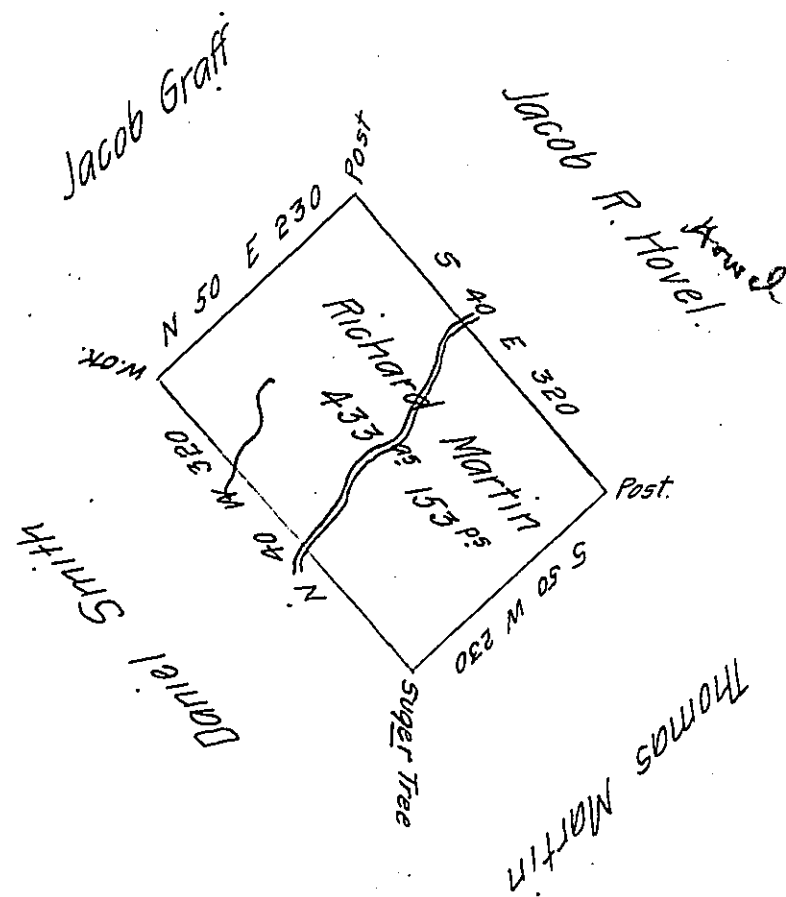 Jacob Graff
Jacob R. Hovel.
Howel
Post
N 50 E 230
S 40 E 320
W.ok.
Richard Martin
433 ps 153 ps
Post.
N 40 W 320
S 50 W 230
Suger Tree
Daniel Smith
Thomas Martin